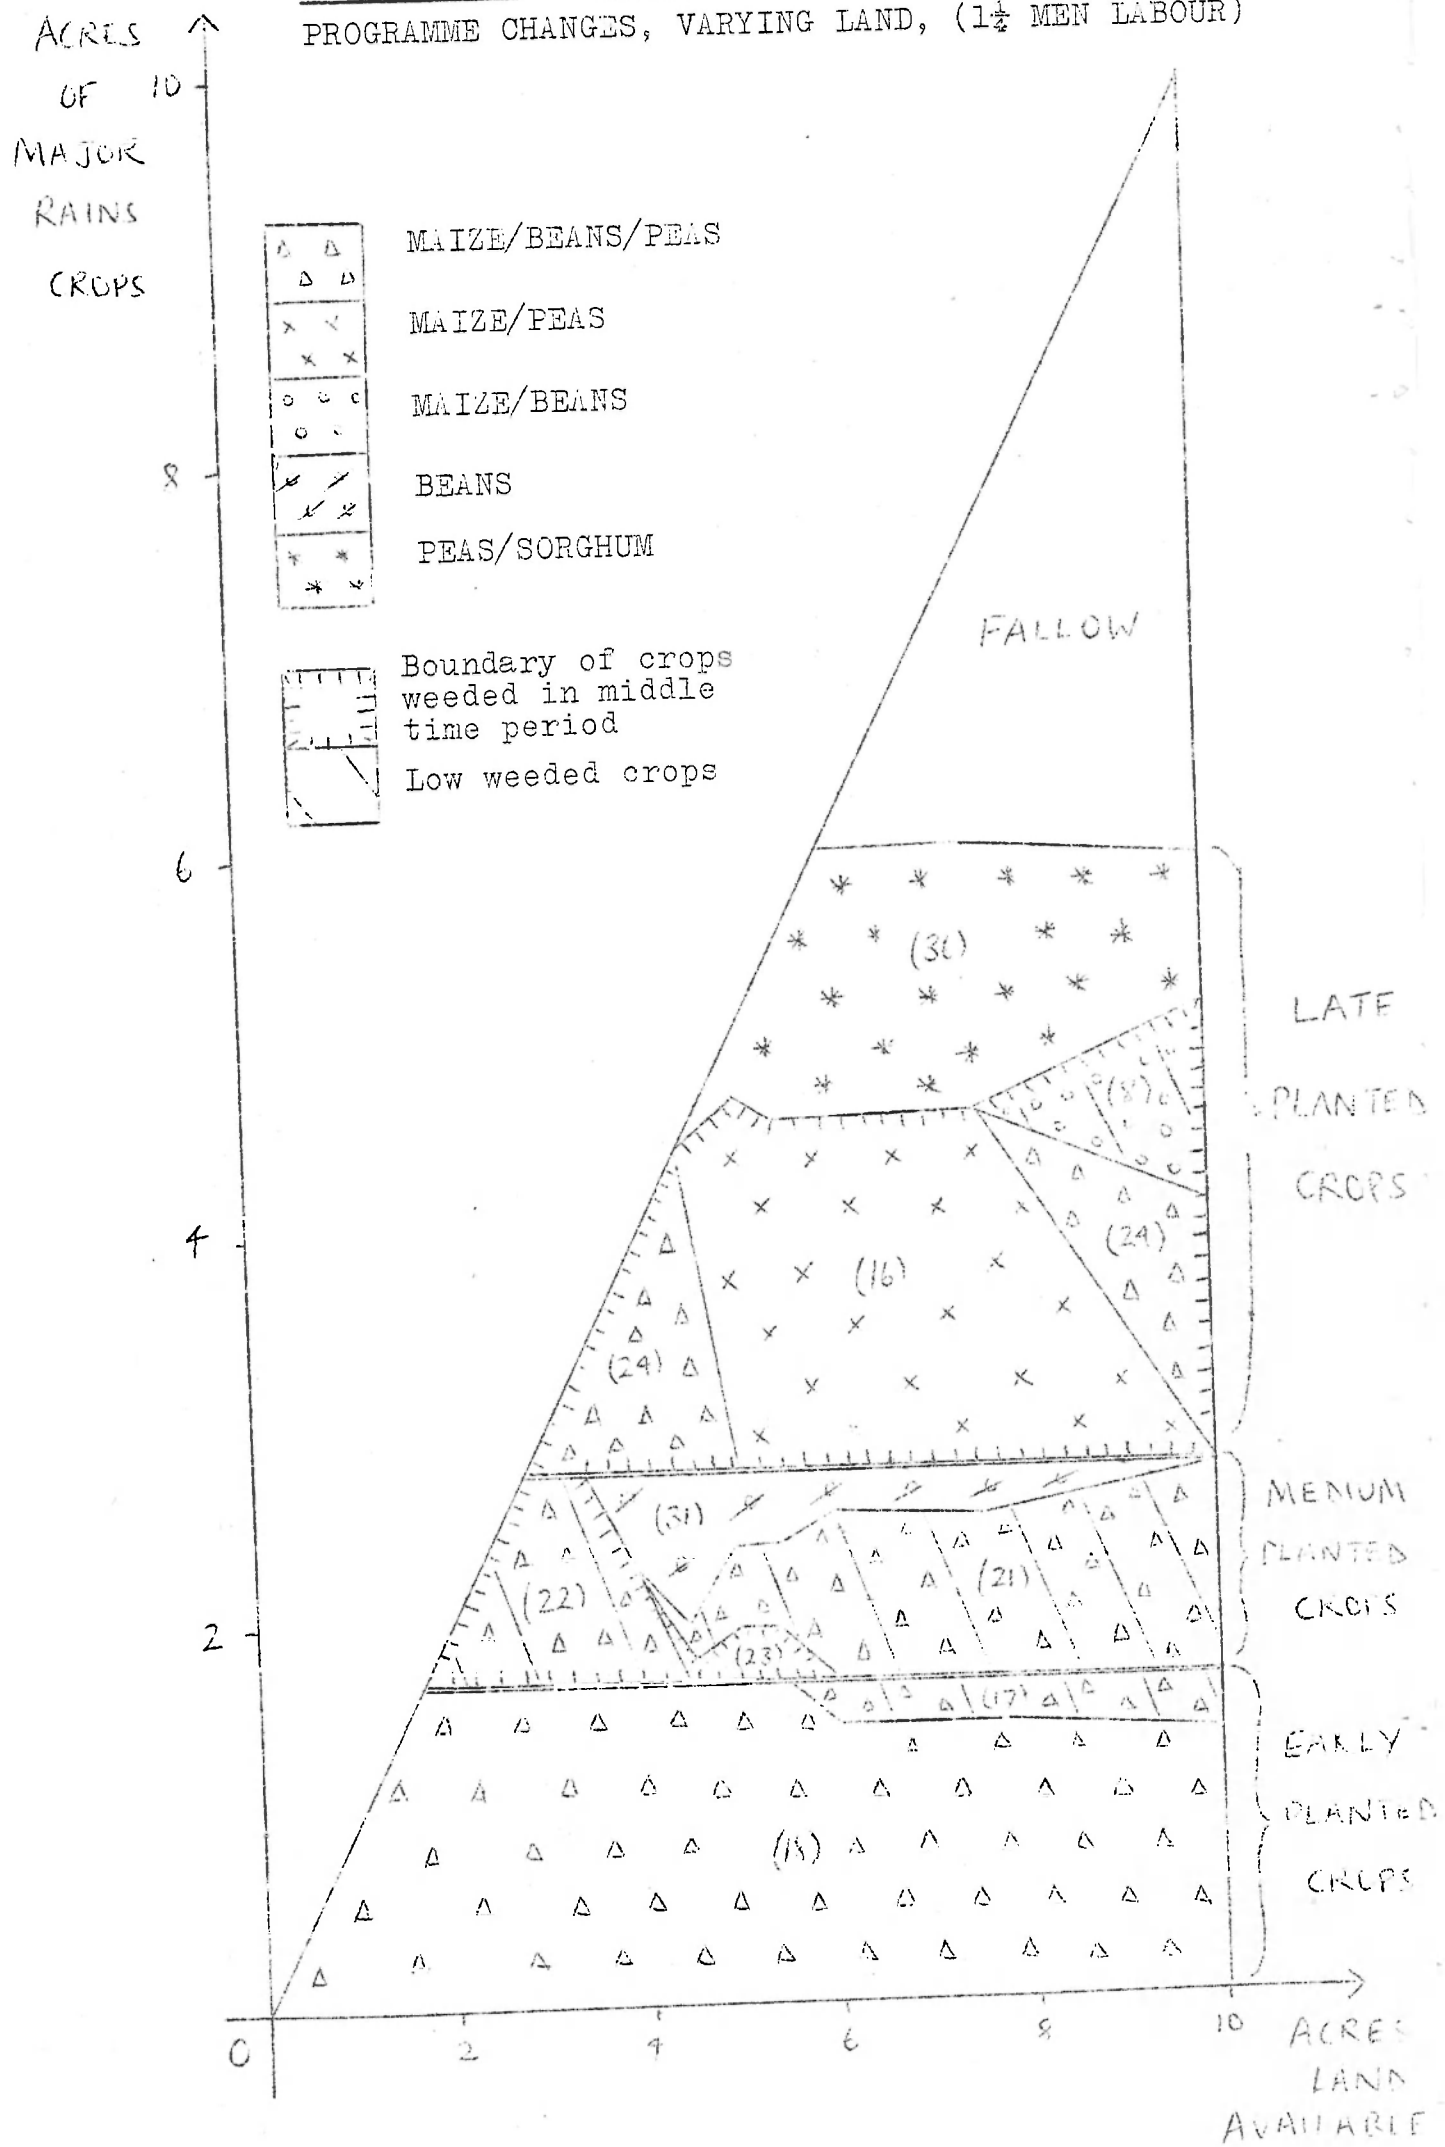 PROGRAMME CHANGES, VARYING LAND, (1¼ MEN LABOUR)
ACRES
OF
MAJOR
RAINS
CROPS
10
8
6
4
2
0
MAIZE/BEANS/PEAS
MAIZE/PEAS
MAIZE/BEANS
BEANS
PEAS/SORGHUM
Boundary of crops
weeded in middle
time period
Low weeded crops
FALLOW
(8)
(24)
(16)
(24)
(31)
(22)
(21)
(23)
(17)
LATE
PLANTED
CROPS
MEDIUM
PLANTED
CROPS
EARLY
PLANTED
CROPS
2
4
6
8
10
ACRES
LAND
AVAILABLE